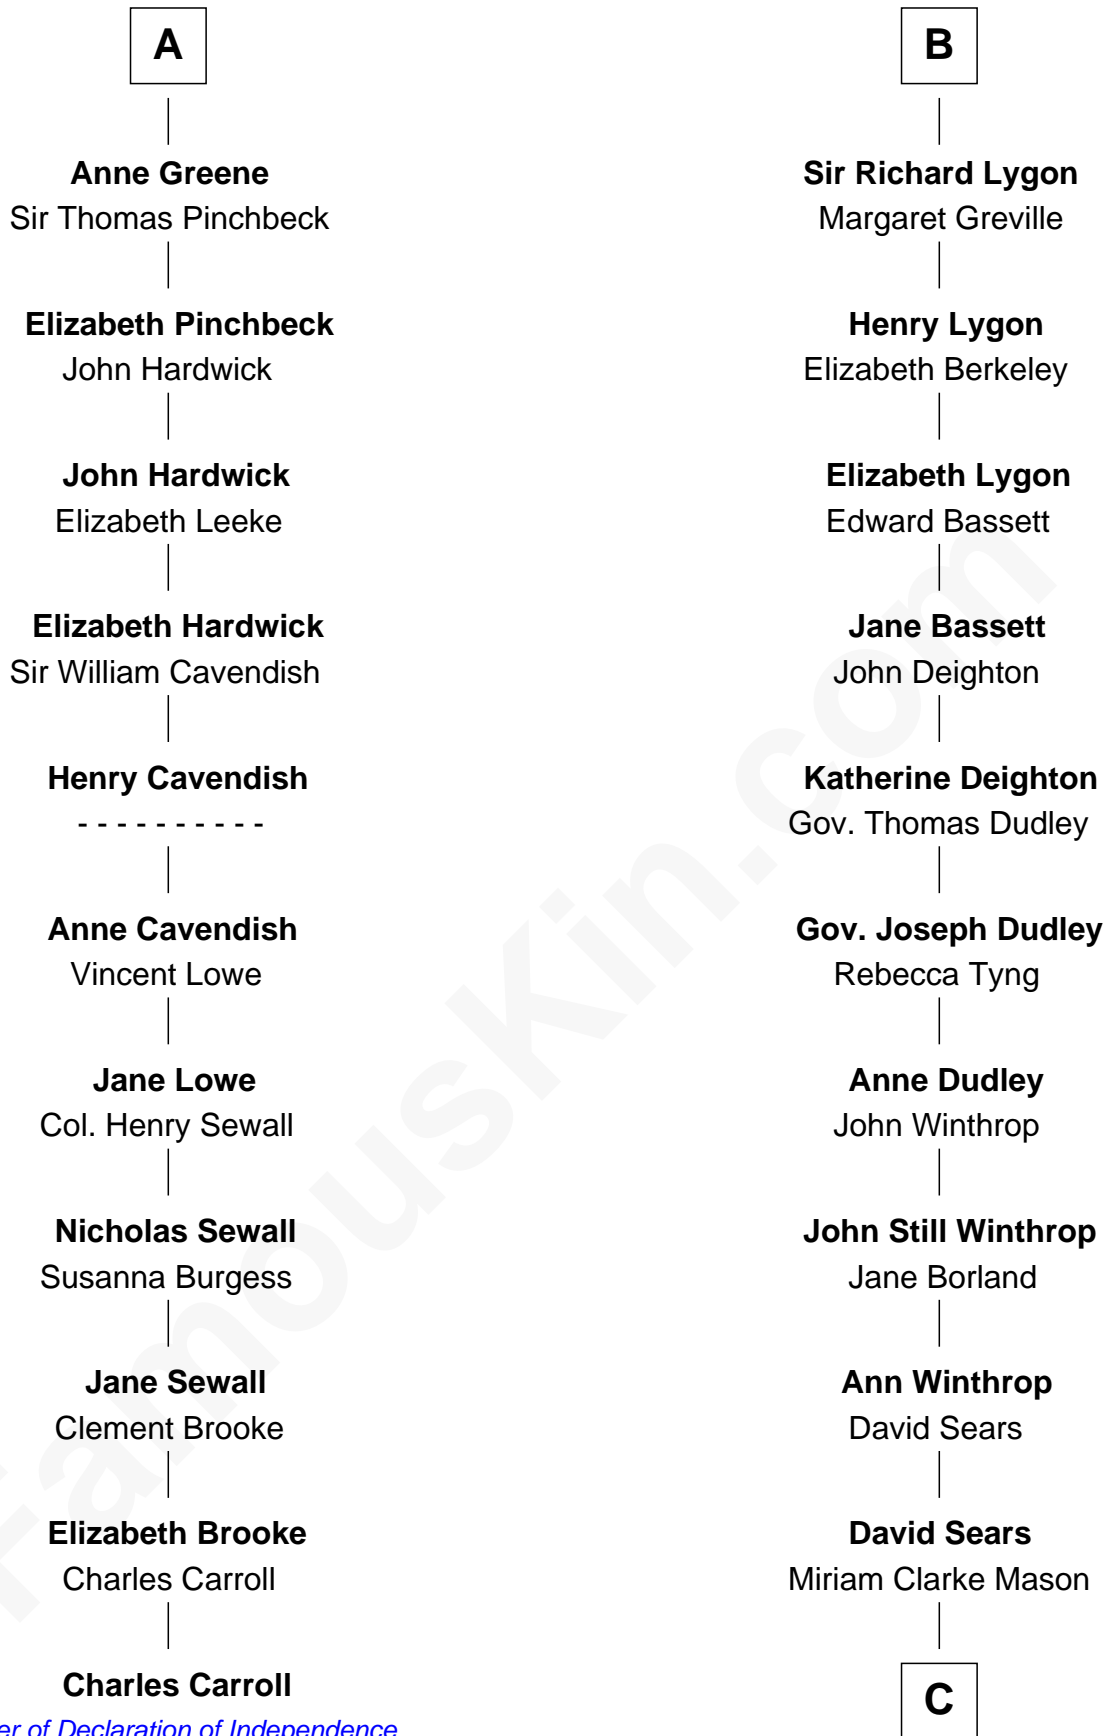 A
Anne Greene
Sir Thomas Pinchbeck
Elizabeth Pinchbeck
John Hardwick
John Hardwick
Elizabeth Leeke
Elizabeth Hardwick
Sir William Cavendish
Henry Cavendish
- - - - - - - - - -
Anne Cavendish
Vincent Lowe
Jane Lowe
Col. Henry Sewall
Nicholas Sewall
Susanna Burgess
Jane Sewall
Clement Brooke
Elizabeth Brooke
Charles Carroll
Charles Carroll
er of Declaration of Independence
B
Sir Richard Lygon
Margaret Greville
Henry Lygon
Elizabeth Berkeley
Elizabeth Lygon
Edward Bassett
Jane Bassett
John Deighton
Katherine Deighton
Gov. Thomas Dudley
Gov. Joseph Dudley
Rebecca Tyng
Anne Dudley
John Winthrop
John Still Winthrop
Jane Borland
Ann Winthrop
David Sears
David Sears
Miriam Clarke Mason
C
FamousKin.com